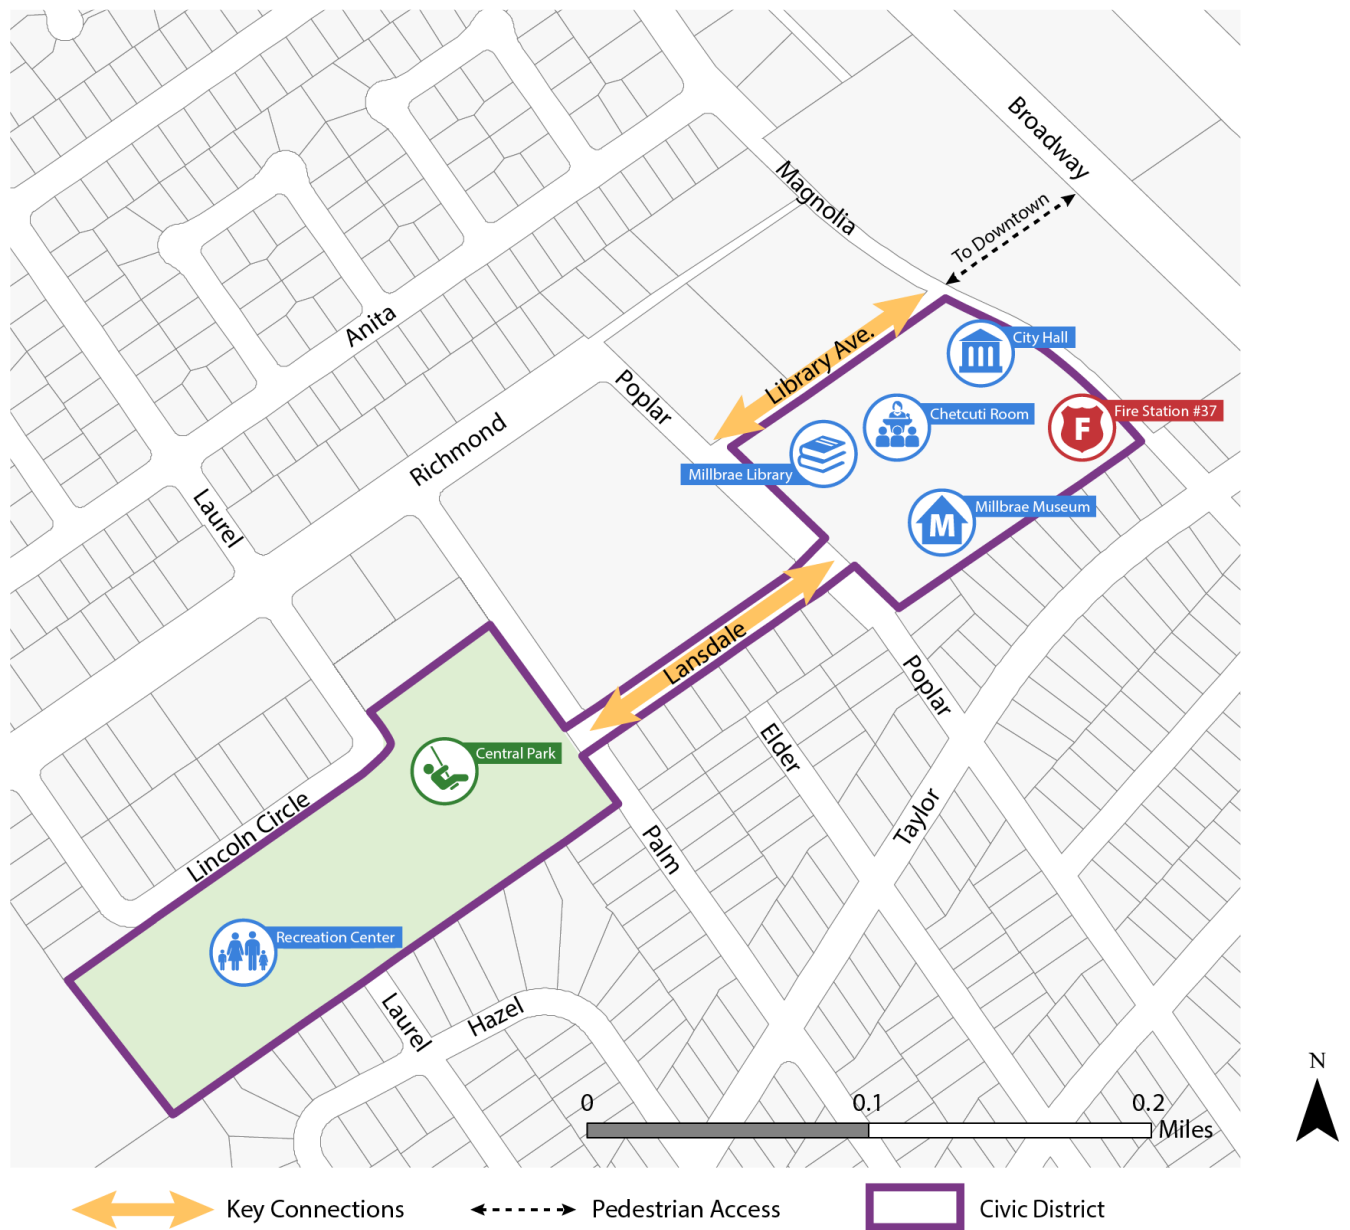 Broadway
Magnolia
To Downtown
Anita
Library Ave.
City Hall
Poplar
Chetcuti Room
Fire Station #37
F
Richmond
Millbrae Library
Laurel
Millbrae Museum
M
Lansdale
Poplar
Elder
Central Park
Lincoln Circle
Taylor
Palm
Recreation Center
Laurel
Hazel
N
0 0.1 0.2
Miles
Key Connections Pedestrian Access Civic District